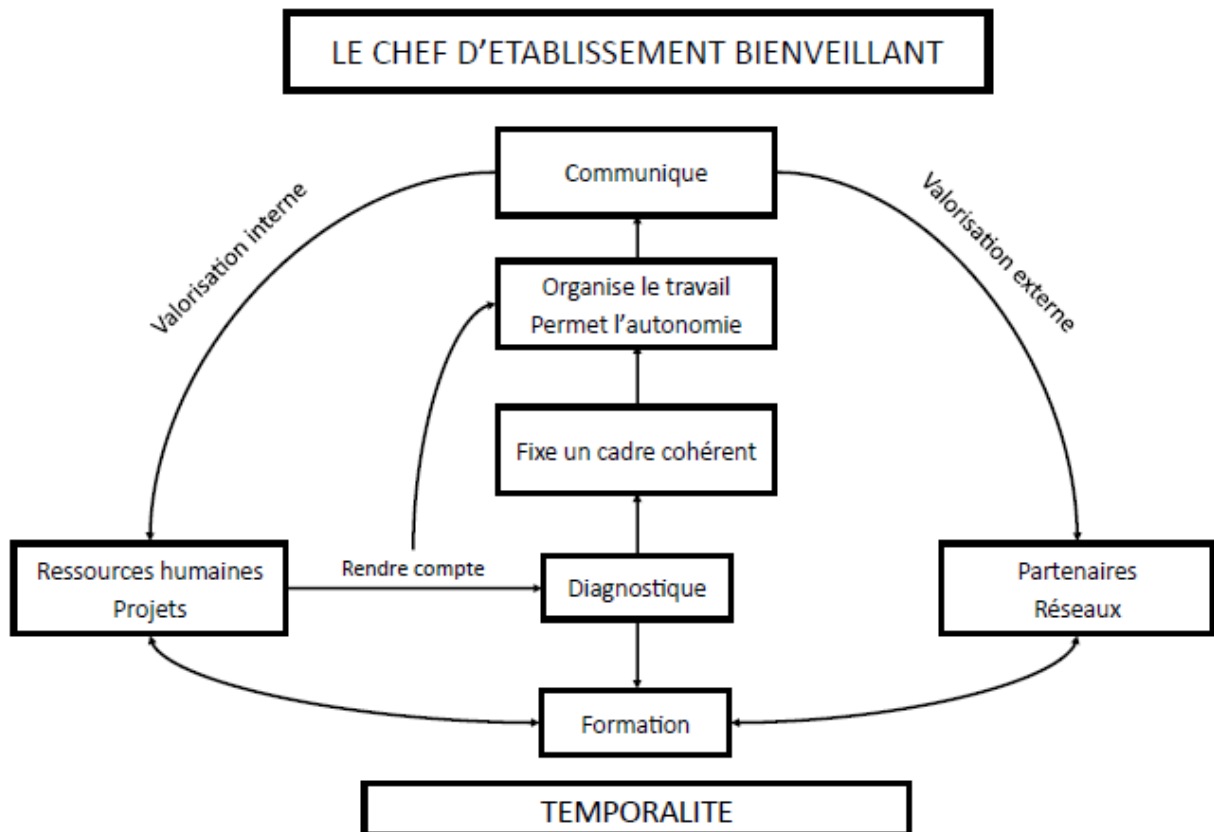 LE CHEF D'ETABLISSEMENT BIENVEILLANT
Communique
Valorisation interne
Valorisation externe
Organise le travail
Permet l'autonomie
Fixe un cadre cohérent
Ressources humaines
Projets
Rendre compte
Diagnostique
Partenaires
Réseaux
Formation
TEMPORALITE